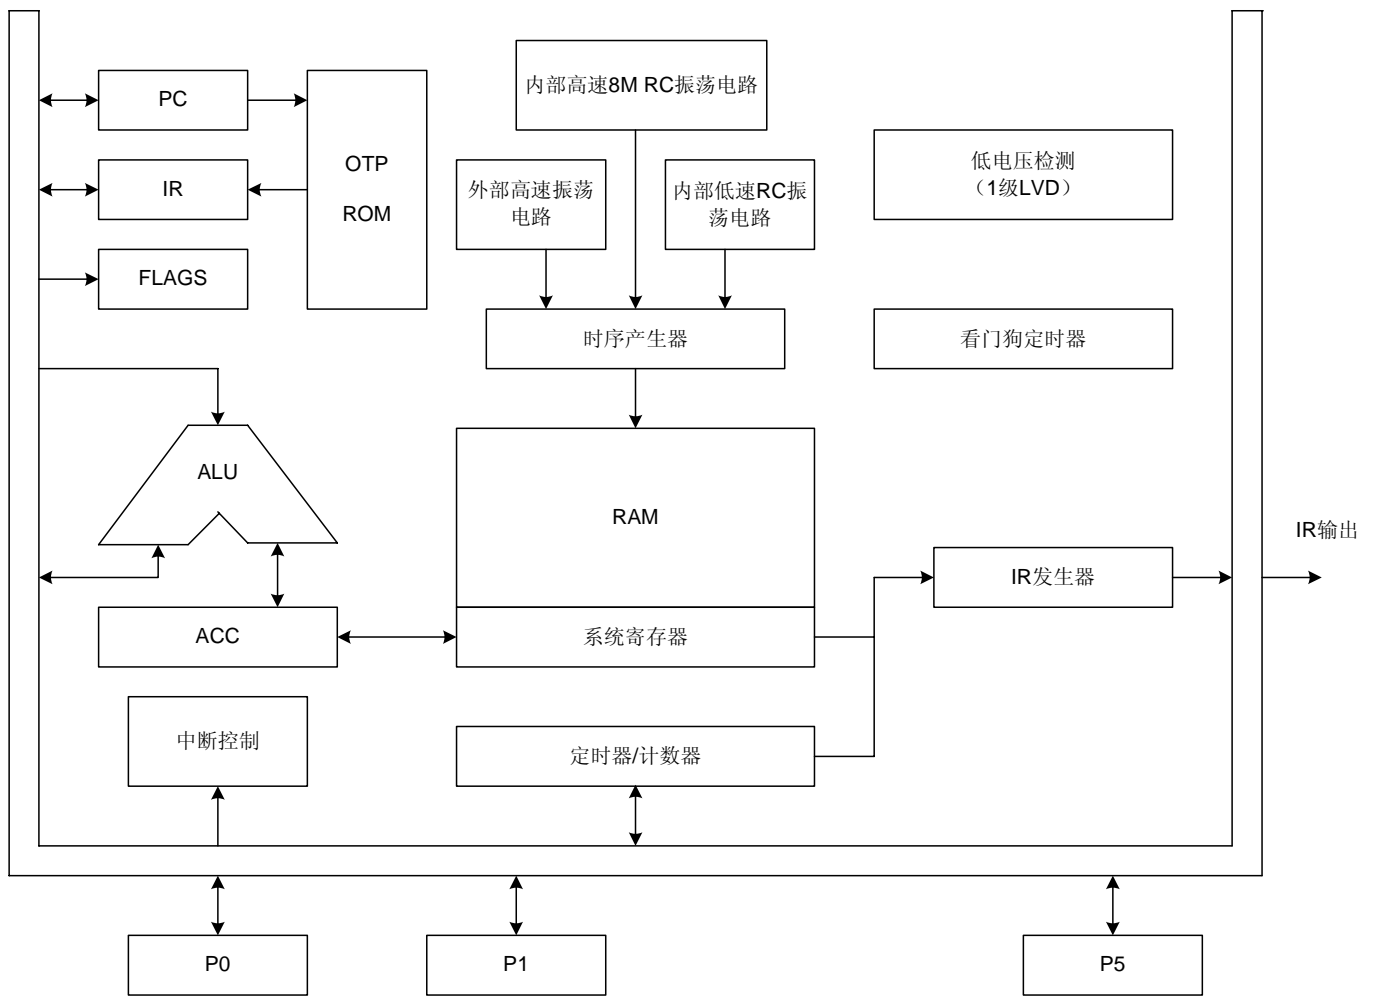 内部高速8M RC振荡电路
PC
OTP
ROM
IR
外部高速振荡
电路
内部低速RC振
荡电路
低电压检测
（1级LVD）
FLAGS
时序产生器
看门狗定时器
ALU
RAM
IR输出
IR发生器
ACC
系统寄存器
中断控制
定时器/计数器
P0
P1
P5